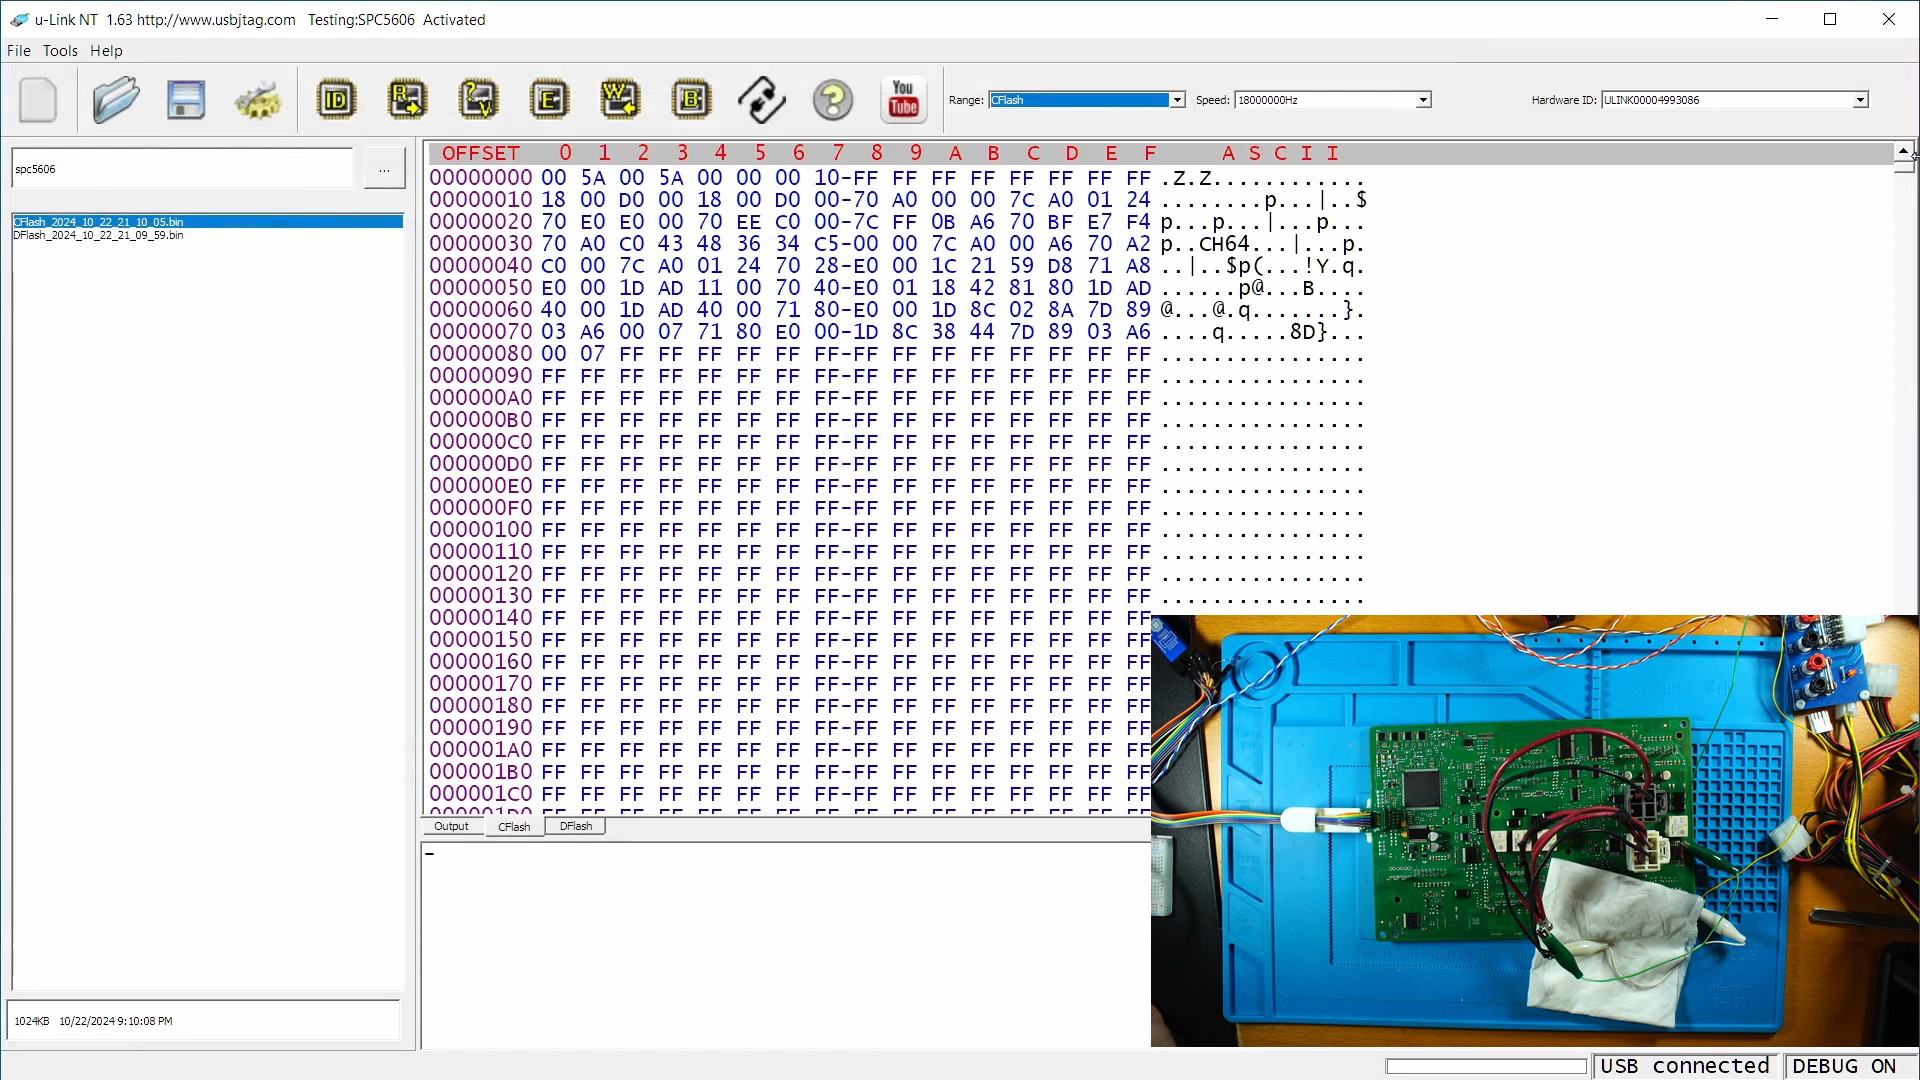 u-Link NT 1.63 http://www.usbjtag.com Testing:SPC5606 Activated
File Tools Help
ID R ? V E W B ? You Tube
Range: CFlash Speed: 18000000Hz Hardware ID: ULINK00004993086
spc5606 ...
CFlash_2024_10_22_21_10_05.bin
DFlash_2024_10_22_21_09_59.bin
1024KB 10/22/2024 9:10:08 PM
OFFSET 0 1 2 3 4 5 6 7 8 9 A B C D E F A S C I I
00000000 00 5A 00 5A 00 00 00 10-FF FF FF FF FF FF FF FF .Z.Z............
00000010 18 00 D0 00 18 00 D0 00-70 A0 00 00 7C A0 01 24 ........p...|..$
00000020 70 E0 E0 00 70 EE C0 00-7C FF 0B A6 70 BF E7 F4 p...p...|...p...
00000030 70 A0 C0 43 48 36 34 C5-00 00 7C A0 00 A6 70 A2 p..CH64...|...p.
00000040 C0 00 7C A0 01 24 70 28-E0 00 1C 21 59 D8 71 A8 ..|..$p(...!Y.q.
00000050 E0 00 1D AD 11 00 70 40-E0 01 18 42 81 80 1D AD ......p@...B....
00000060 40 00 1D AD 40 00 71 80-E0 00 1D 8C 02 8A 7D 89 @...@.q.......}.
00000070 03 A6 00 07 71 80 E0 00-1D 8C 38 44 7D 89 03 A6 ....q.....8D}...
00000080 00 07 FF FF FF FF FF FF-FF FF FF FF FF FF FF FF ................
00000090 FF FF FF FF FF FF FF FF-FF FF FF FF FF FF FF FF ................
000000A0 FF FF FF FF FF FF FF FF-FF FF FF FF FF FF FF FF ................
000000B0 FF FF FF FF FF FF FF FF-FF FF FF FF FF FF FF FF ................
000000C0 FF FF FF FF FF FF FF FF-FF FF FF FF FF FF FF FF ................
000000D0 FF FF FF FF FF FF FF FF-FF FF FF FF FF FF FF FF ................
000000E0 FF FF FF FF FF FF FF FF-FF FF FF FF FF FF FF FF ................
000000F0 FF FF FF FF FF FF FF FF-FF FF FF FF FF FF FF FF ................
00000100 FF FF FF FF FF FF FF FF-FF FF FF FF FF FF FF FF ................
00000110 FF FF FF FF FF FF FF FF-FF FF FF FF FF FF FF FF ................
00000120 FF FF FF FF FF FF FF FF-FF FF FF FF FF FF FF FF ................
00000130 FF FF FF FF FF FF FF FF-FF FF FF FF FF FF FF FF ................
00000140 FF FF FF FF FF FF FF FF-FF FF FF FF FF FF FF FF
00000150 FF FF FF FF FF FF FF FF-FF FF FF FF FF FF FF FF
00000160 FF FF FF FF FF FF FF FF-FF FF FF FF FF FF FF FF
00000170 FF FF FF FF FF FF FF FF-FF FF FF FF FF FF FF FF
00000180 FF FF FF FF FF FF FF FF-FF FF FF FF FF FF FF FF
00000190 FF FF FF FF FF FF FF FF-FF FF FF FF FF FF FF FF
000001A0 FF FF FF FF FF FF FF FF-FF FF FF FF FF FF FF FF
000001B0 FF FF FF FF FF FF FF FF-FF FF FF FF FF FF FF FF
000001C0 FF FF FF FF FF FF FF FF-FF FF FF FF FF FF FF FF
Output CFlash DFlash
USB connected DEBUG ON